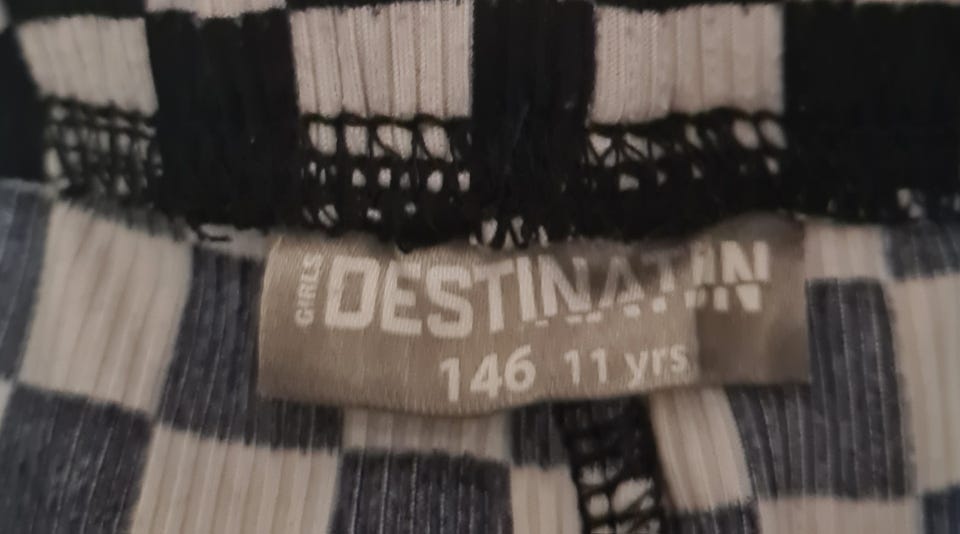 GIRLS DESTINATION
146 11 yrs